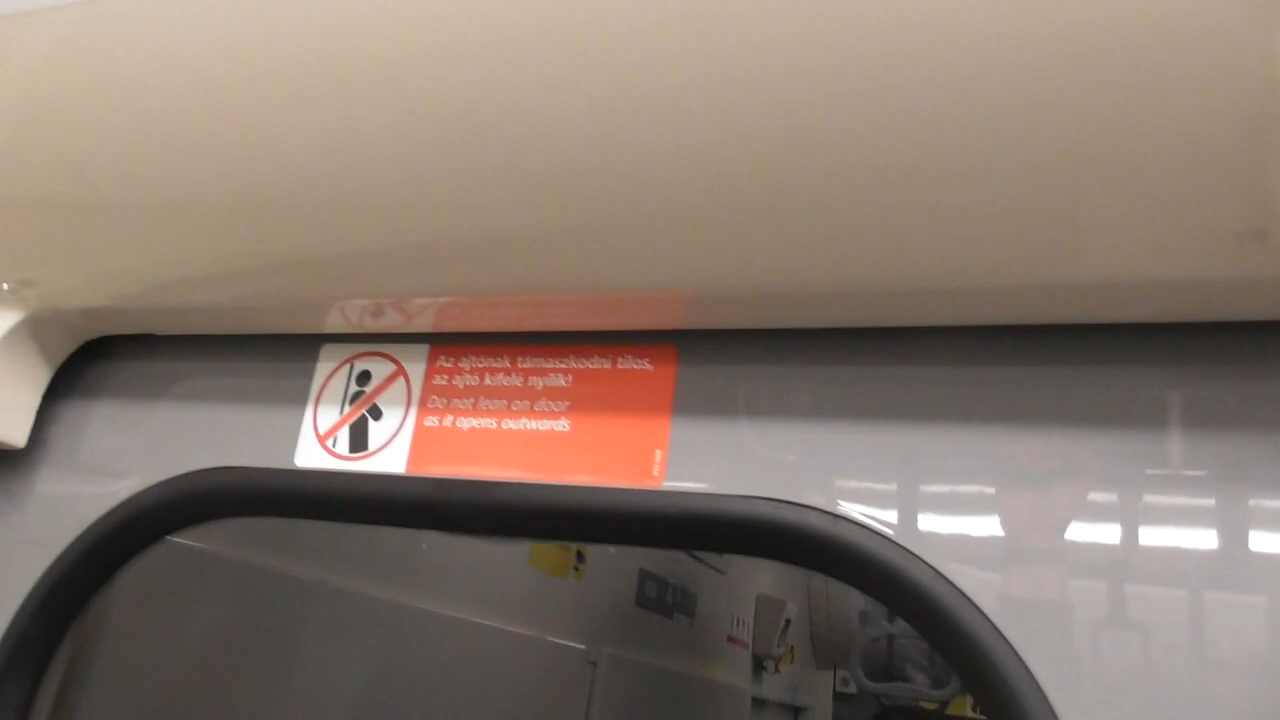 Az ajtónak támaszkodni tilos,
az ajtó kifelé nyílik!
Do not lean on door
as it opens outwards